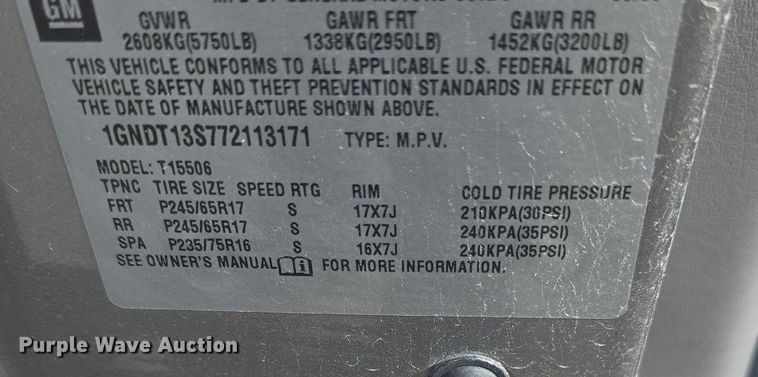 GM
GVWR GAWR FRT GAWR RR
2608KG(5750LB) 1338KG(2950LB) 1452KG(3200LB)
THIS VEHICLE CONFORMS TO ALL APPLICABLE U.S. FEDERAL MOTOR
VEHICLE SAFETY AND THEFT PREVENTION STANDARDS IN EFFECT ON
THE DATE OF MANUFACTURE SHOWN ABOVE.
1GNDT13S772113171 TYPE: M.P.V.
MODEL: T15506
TPNC TIRE SIZE SPEED RTG RIM COLD TIRE PRESSURE
FRT P245/65R17 S 17X7J 210KPA(30PSI)
RR P245/65R17 S 17X7J 240KPA(35PSI)
SPA P235/75R16 S 16X7J 240KPA(35PSI)
SEE OWNER'S MANUAL FOR MORE INFORMATION.
Purple Wave Auction